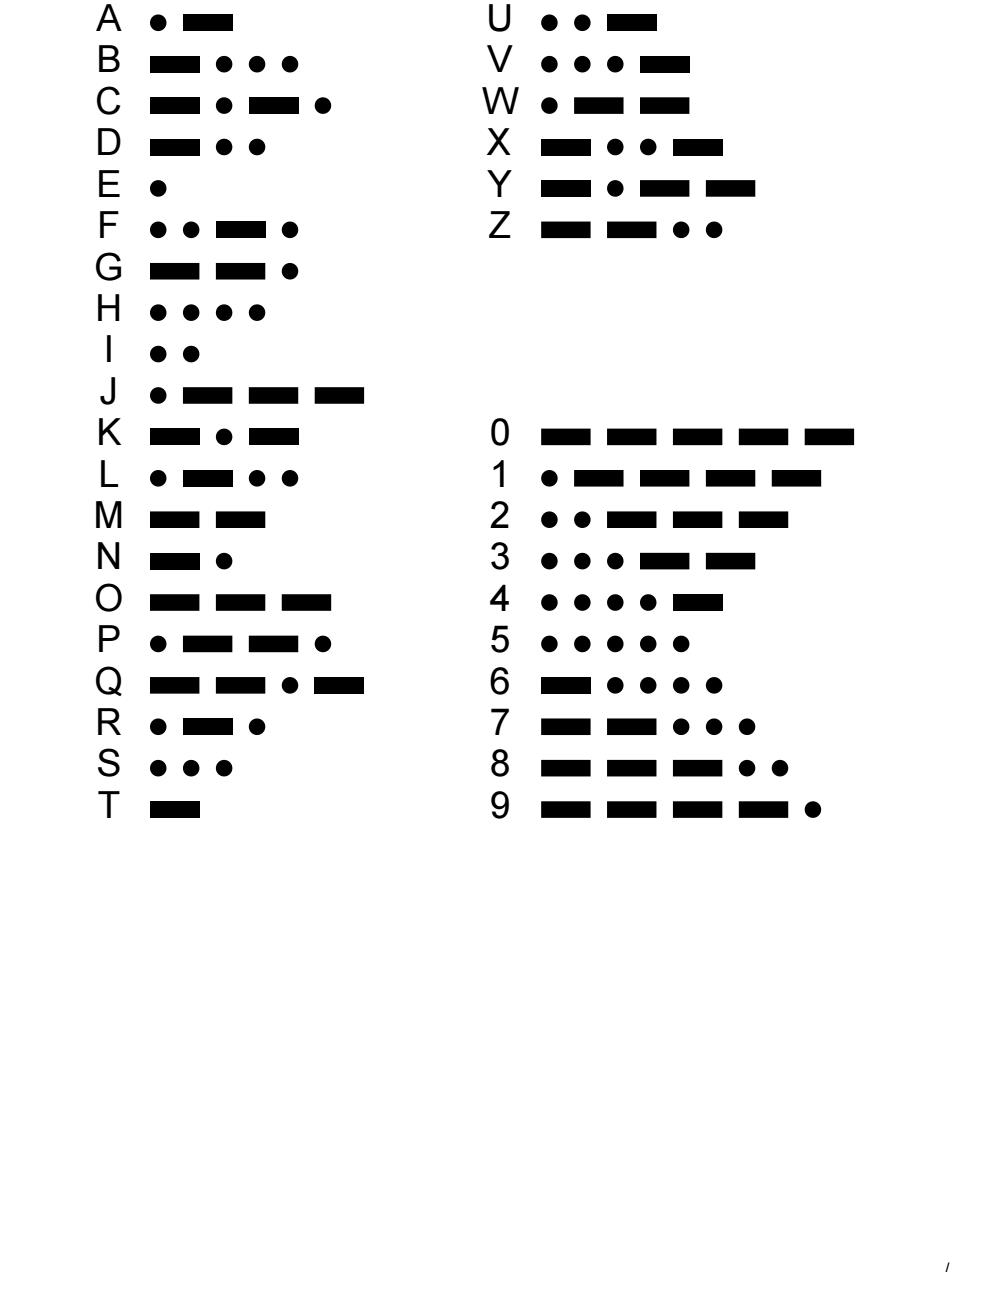 A • —
B — • • •
C — • — •
D — • •
E •
F • • — •
G — — •
H • • • •
I • •
J • — — —
K — • —
L • — • •
M — —
N — •
O — — —
P • — — •
Q — — • —
R • — •
S • • •
T —
U • • —
V • • • —
W • — —
X — • • —
Y — • — —
Z — — • •
0 — — — — —
1 • — — — —
2 • • — — —
3 • • • — —
4 • • • • —
5 • • • • •
6 — • • • •
7 — — • • •
8 — — — • •
9 — — — — •
/